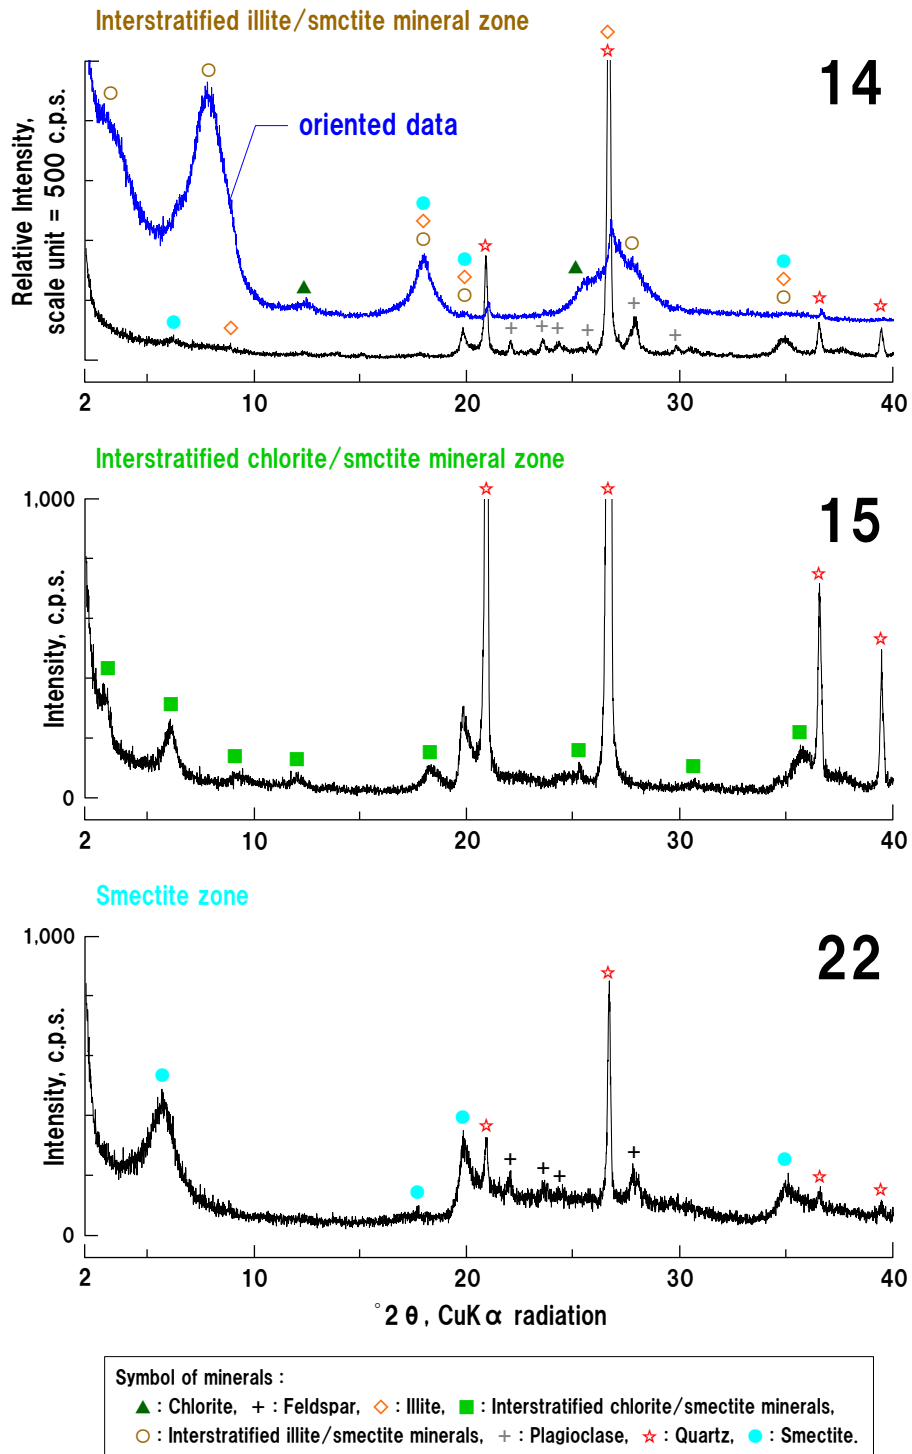 Interstratified illite/smctite mineral zone
14
oriented data
Relative Intensity,
scale unit = 500 c.p.s.
2 10 20 30 40
Interstratified chlorite/smctite mineral zone
15
1,000
Intensity, c.p.s.
0
2 10 20 30 40
Smectite zone
22
1,000
Intensity, c.p.s.
0
2 10 20 30 40
°2 θ, CuK α radiation
Symbol of minerals :
▲ : Chlorite, + : Feldspar, ◇ : Illite, ■ : Interstratified chlorite/smectite minerals,
○ : Interstratified illite/smectite minerals, + : Plagioclase, ☆ : Quartz, ● : Smectite.